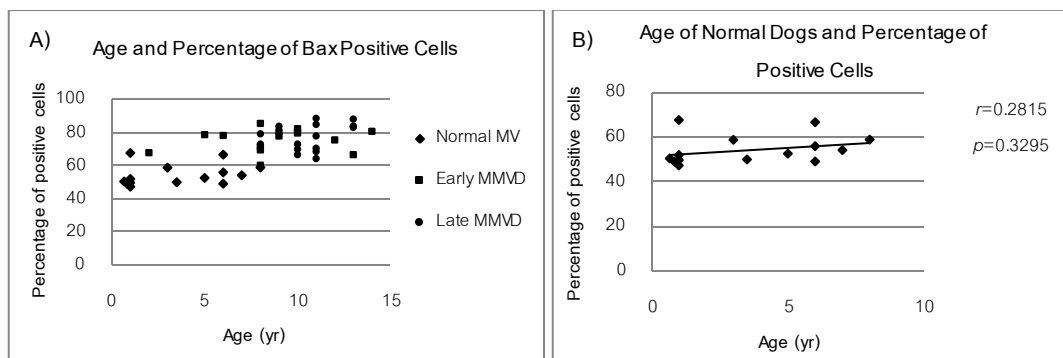 A)
Age and Percentage of Bax Positive Cells
Percentage of positive cells
100
80
60
40
20
0
0 5 10 15
Age (yr)
Normal MV
Early MMVD
Late MMVD
B)
Age of Normal Dogs and Percentage of
Positive Cells
Percentage of positive cells
80
60
40
20
0
0 5 10
Age (yr)
r=0.2815
p=0.3295